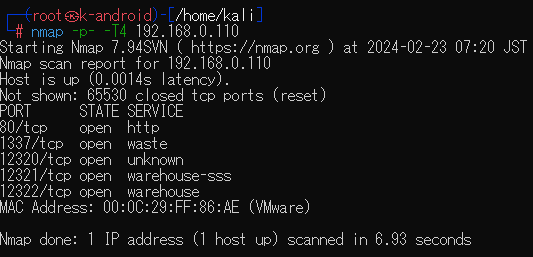 ┌──(root㉿k-android)-[/home/kali]
└─# nmap -p- -T4 192.168.0.110
Starting Nmap 7.94SVN ( https://nmap.org ) at 2024-02-23 07:20 JST
Nmap scan report for 192.168.0.110
Host is up (0.0014s latency).
Not shown: 65530 closed tcp ports (reset)
PORT      STATE SERVICE
80/tcp    open  http
1337/tcp  open  waste
12320/tcp open  unknown
12321/tcp open  warehouse-sss
12322/tcp open  warehouse
MAC Address: 00:0C:29:FF:86:AE (VMware)
Nmap done: 1 IP address (1 host up) scanned in 6.93 seconds